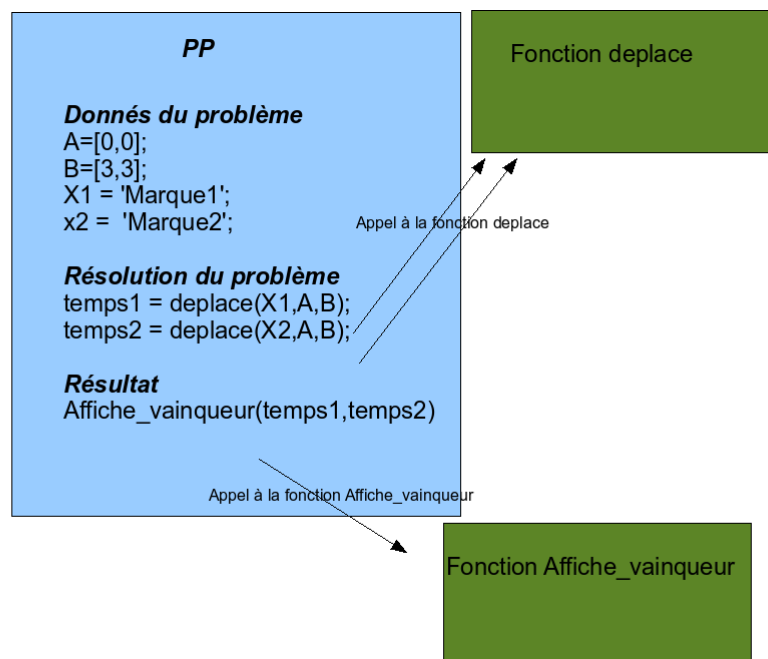 PP
Donnés du problème
A=[0,0];
B=[3,3];
X1 = 'Marque1';
x2 =  'Marque2';
Résolution du problème
temps1 = deplace(X1,A,B);
temps2 = deplace(X2,A,B);
Résultat
Affiche_vainqueur(temps1,temps2)
Fonction deplace
Appel à la fonction deplace
Appel à la fonction Affiche_vainqueur
Fonction Affiche_vainqueur